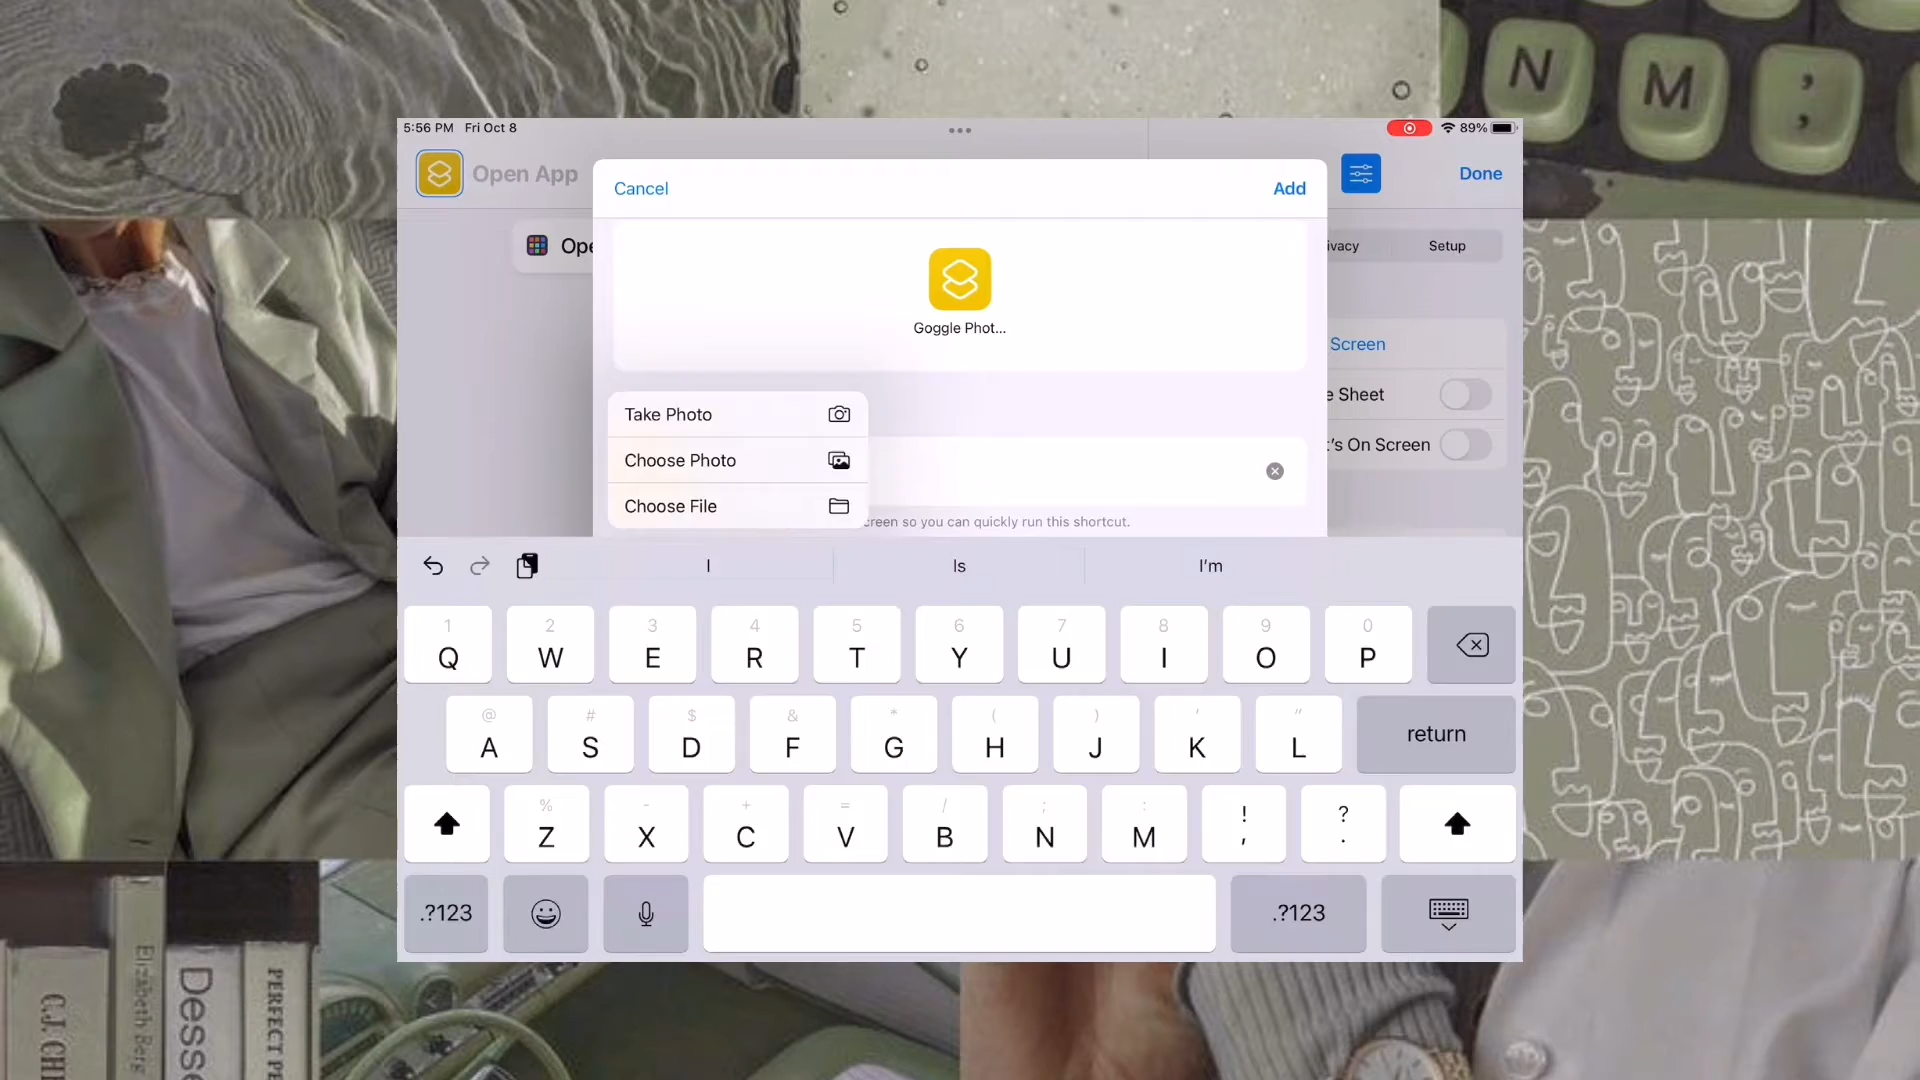 N M ;
5:56 PM Fri Oct 8
89%
Open App
Cancel
Add
Done
Ope
ivacy
Setup
Goggle Phot...
Screen
Take Photo
e Sheet
Choose Photo
t's On Screen
Choose File
creen so you can quickly run this shortcut.
I
Is
I'm
1 2 3 4 5 6 7 8 9 0
Q W E R T Y U I O P
@ # $ & * ( ) ' "
A S D F G H J K L
return
% - + = / ; : ! ?
Z X C V B N M , .
.?123
.?123
C.J. CHE
Elizabeth Berg
Desse
PERFECT PE